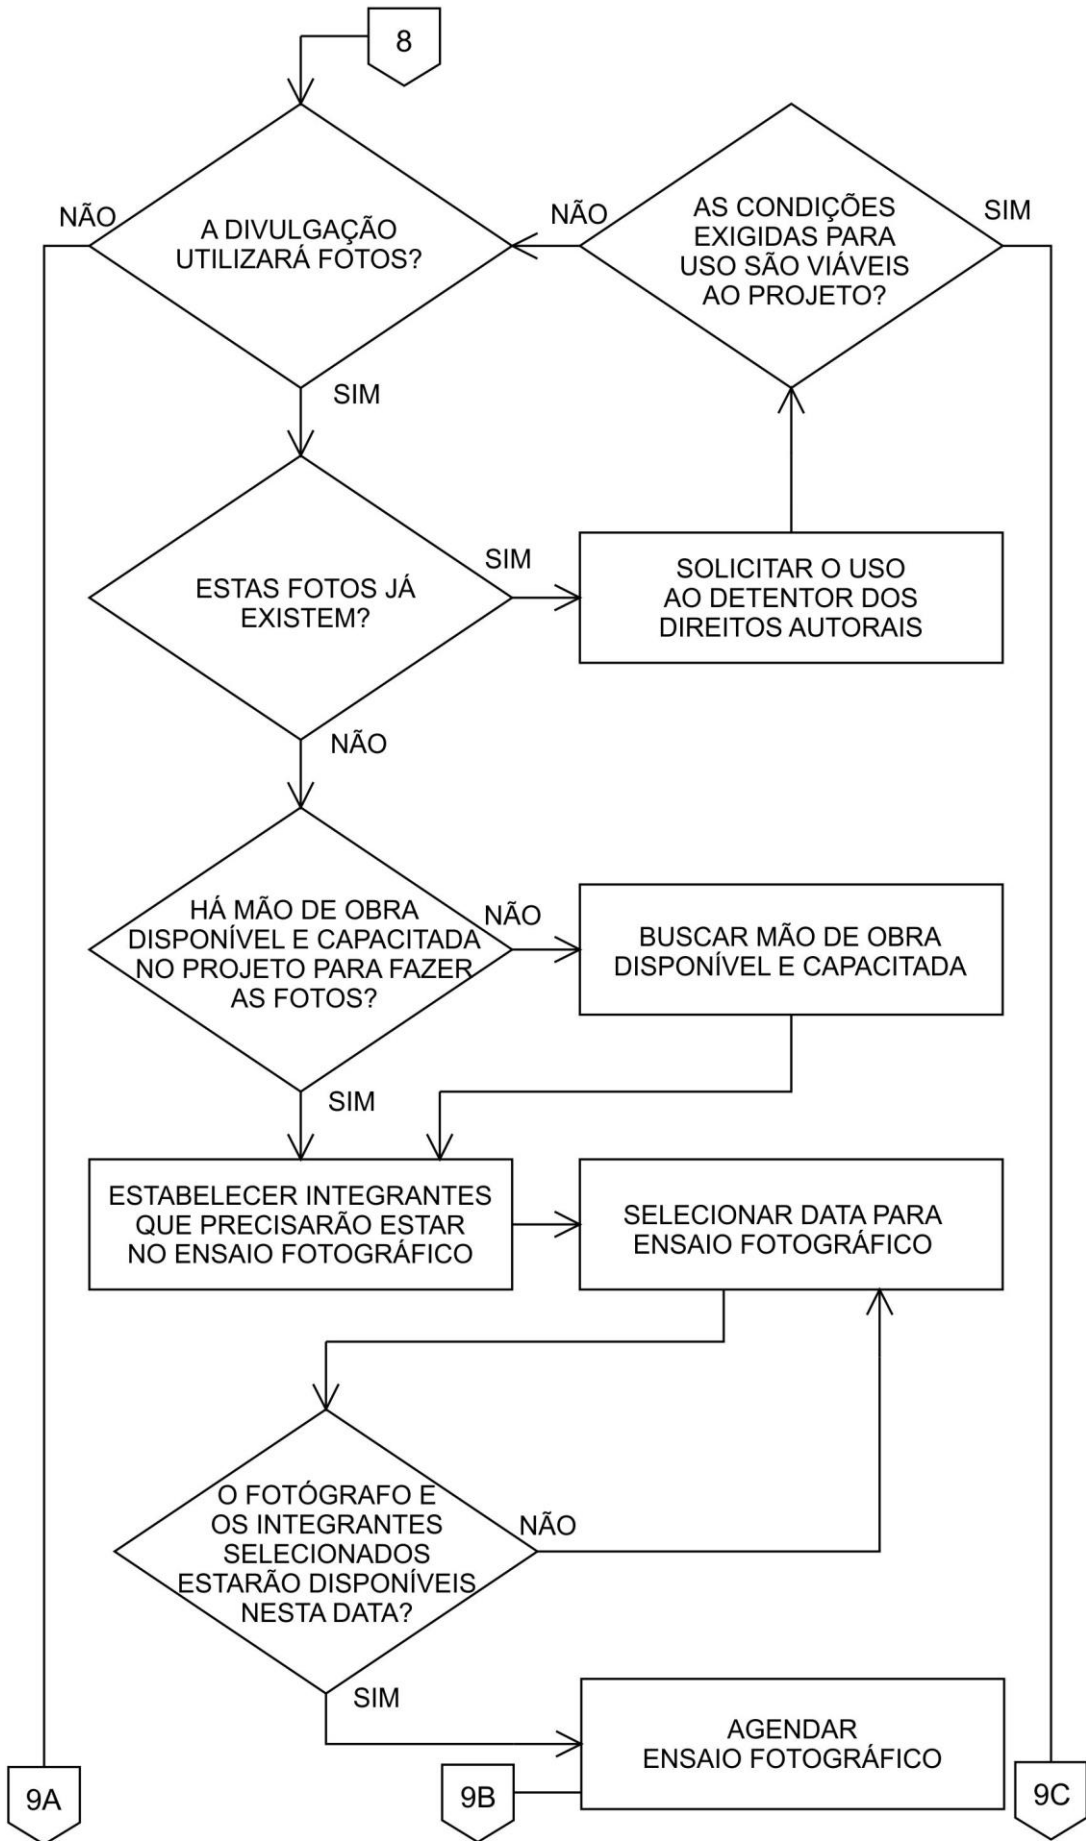 8
NÃO
A DIVULGAÇÃO
UTILIZARÁ FOTOS?
NÃO
AS CONDIÇÕES
EXIGIDAS PARA
USO SÃO VIÁVEIS
AO PROJETO?
SIM
SIM
ESTAS FOTOS JÁ
EXISTEM?
SIM
SOLICITAR O USO
AO DETENTOR DOS
DIREITOS AUTORAIS
NÃO
HÁ MÃO DE OBRA
DISPONÍVEL E CAPACITADA
NO PROJETO PARA FAZER
AS FOTOS?
NÃO
BUSCAR MÃO DE OBRA
DISPONÍVEL E CAPACITADA
SIM
ESTABELECER INTEGRANTES
QUE PRECISARÃO ESTAR
NO ENSAIO FOTOGRÁFICO
SELECIONAR DATA PARA
ENSAIO FOTOGRÁFICO
O FOTÓGRAFO E
OS INTEGRANTES
SELECIONADOS
ESTARÃO DISPONÍVEIS
NESTA DATA?
NÃO
SIM
AGENDAR
ENSAIO FOTOGRÁFICO
9A
9B
9C